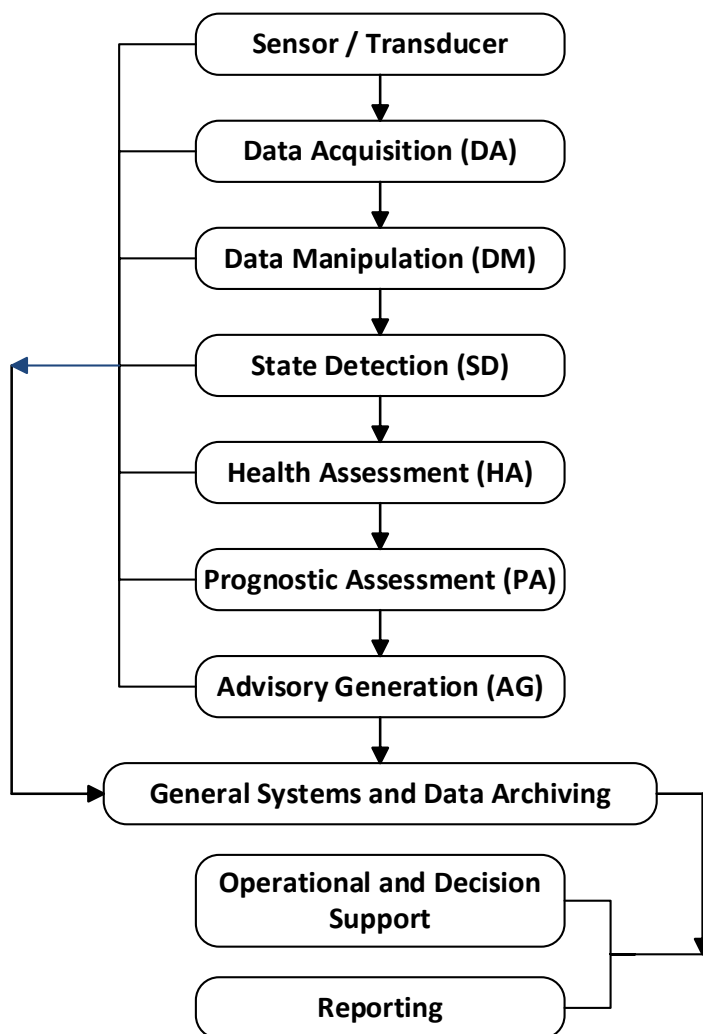 Sensor / Transducer
Data Acquisition (DA)
Data Manipulation (DM)
State Detection (SD)
Health Assessment (HA)
Prognostic Assessment (PA)
Advisory Generation (AG)
General Systems and Data Archiving
Operational and Decision
Support
Reporting